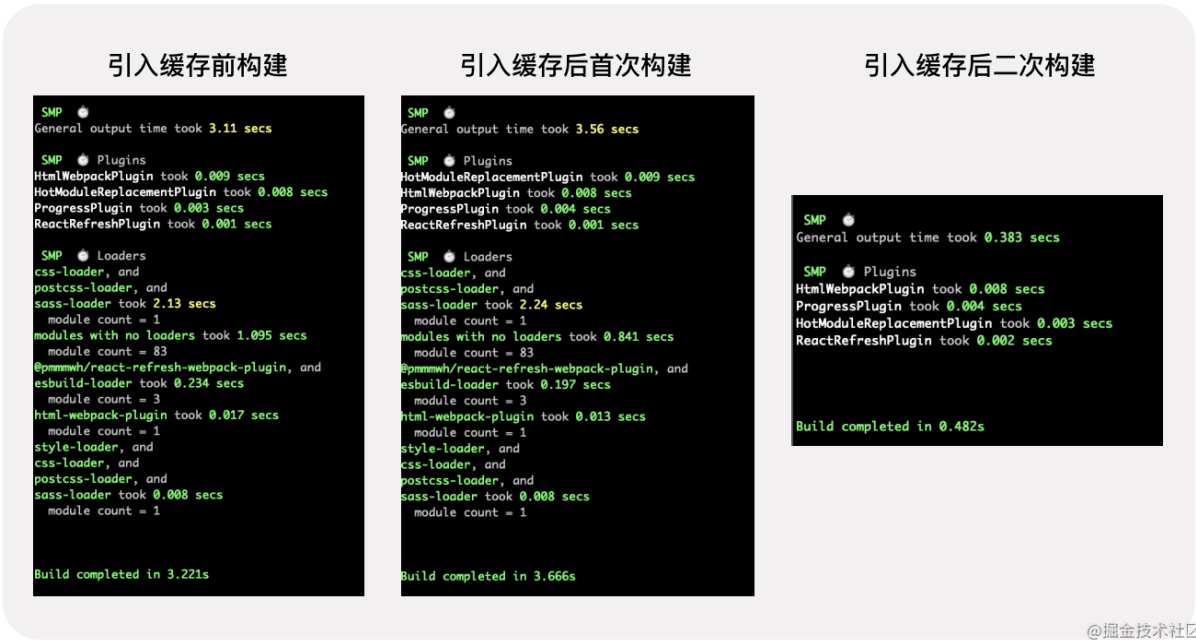 引入缓存前构建
SMP
General output time took 3.11 secs
SMP Plugins
HtmlWebpackPlugin took 0.009 secs
HotModuleReplacementPlugin took 0.008 secs
ProgressPlugin took 0.003 secs
ReactRefreshPlugin took 0.001 secs
SMP Loaders
css-loader, and
postcss-loader, and
sass-loader took 2.13 secs
module count = 1
modules with no loaders took 1.095 secs
module count = 83
@pmmmwh/react-refresh-webpack-plugin, and
esbuild-loader took 0.234 secs
module count = 3
html-webpack-plugin took 0.017 secs
module count = 1
style-loader, and
css-loader, and
postcss-loader, and
sass-loader took 0.008 secs
module count = 1
Build completed in 3.221s
引入缓存后首次构建
SMP
General output time took 3.56 secs
SMP Plugins
HotModuleReplacementPlugin took 0.009 secs
HtmlWebpackPlugin took 0.008 secs
ProgressPlugin took 0.004 secs
ReactRefreshPlugin took 0.001 secs
SMP Loaders
css-loader, and
postcss-loader, and
sass-loader took 2.24 secs
module count = 1
modules with no loaders took 0.841 secs
module count = 83
@pmmmwh/react-refresh-webpack-plugin, and
esbuild-loader took 0.197 secs
module count = 3
html-webpack-plugin took 0.013 secs
module count = 1
style-loader, and
css-loader, and
postcss-loader, and
sass-loader took 0.008 secs
module count = 1
Build completed in 3.666s
引入缓存后二次构建
SMP
General output time took 0.383 secs
SMP Plugins
HtmlWebpackPlugin took 0.008 secs
ProgressPlugin took 0.004 secs
HotModuleReplacementPlugin took 0.003 secs
ReactRefreshPlugin took 0.002 secs
Build completed in 0.482s
@掘金技术社区